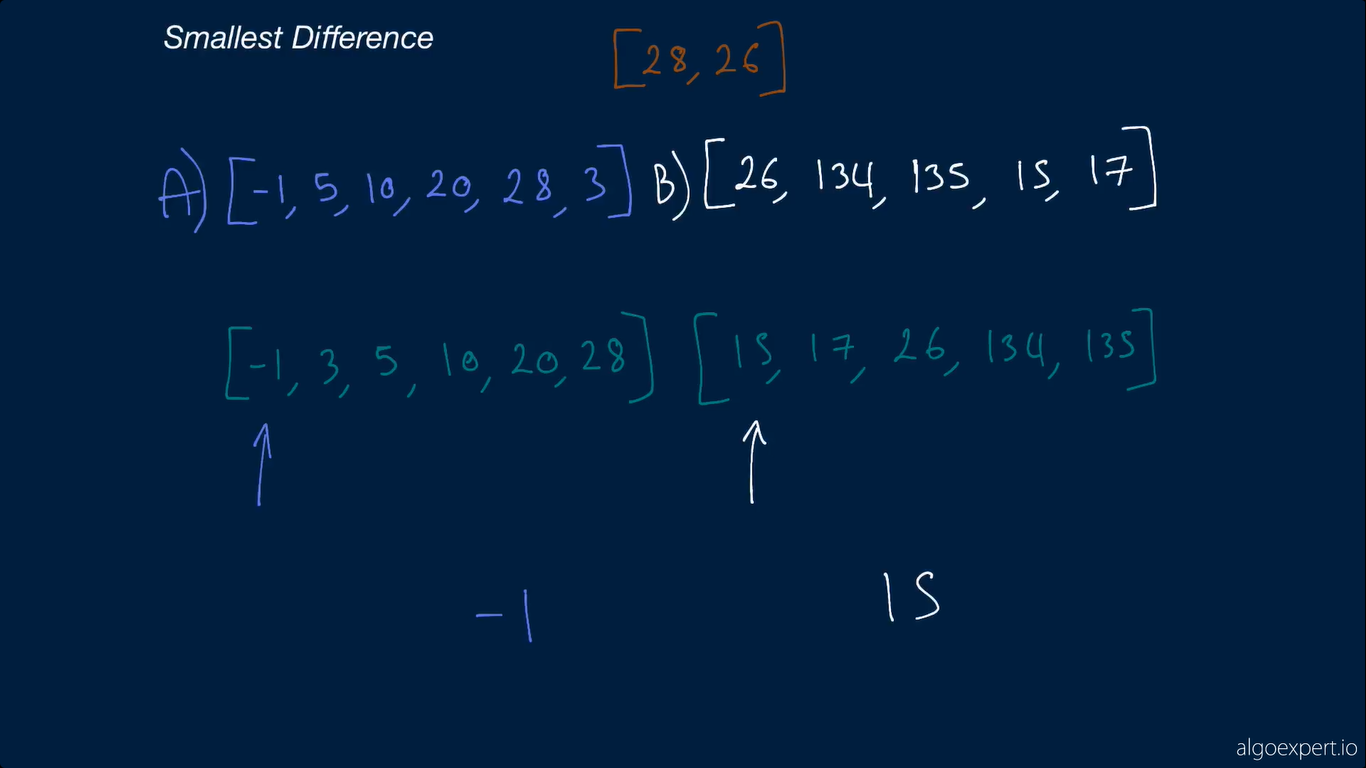 Smallest Difference
[28, 26]
A) [-1, 5, 10, 20, 28, 3] B) [26, 134, 135, 15, 17]
[-1, 3, 5, 10, 20, 28] [15, 17, 26, 134, 135]
-1 15
algoexpert.io